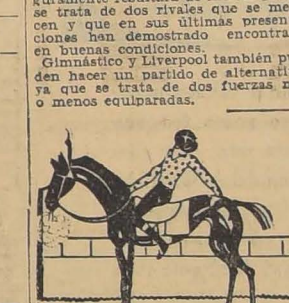 se trata de dos rivales que se me
cen y que en sus últimas presen
ciones han demostrado encontra
en buenas condiciones.
Gimnástico y Liverpool también pu
den hacer un partido de alternati
ya que se trata de dos fuerzas m
o menos equiparadas.